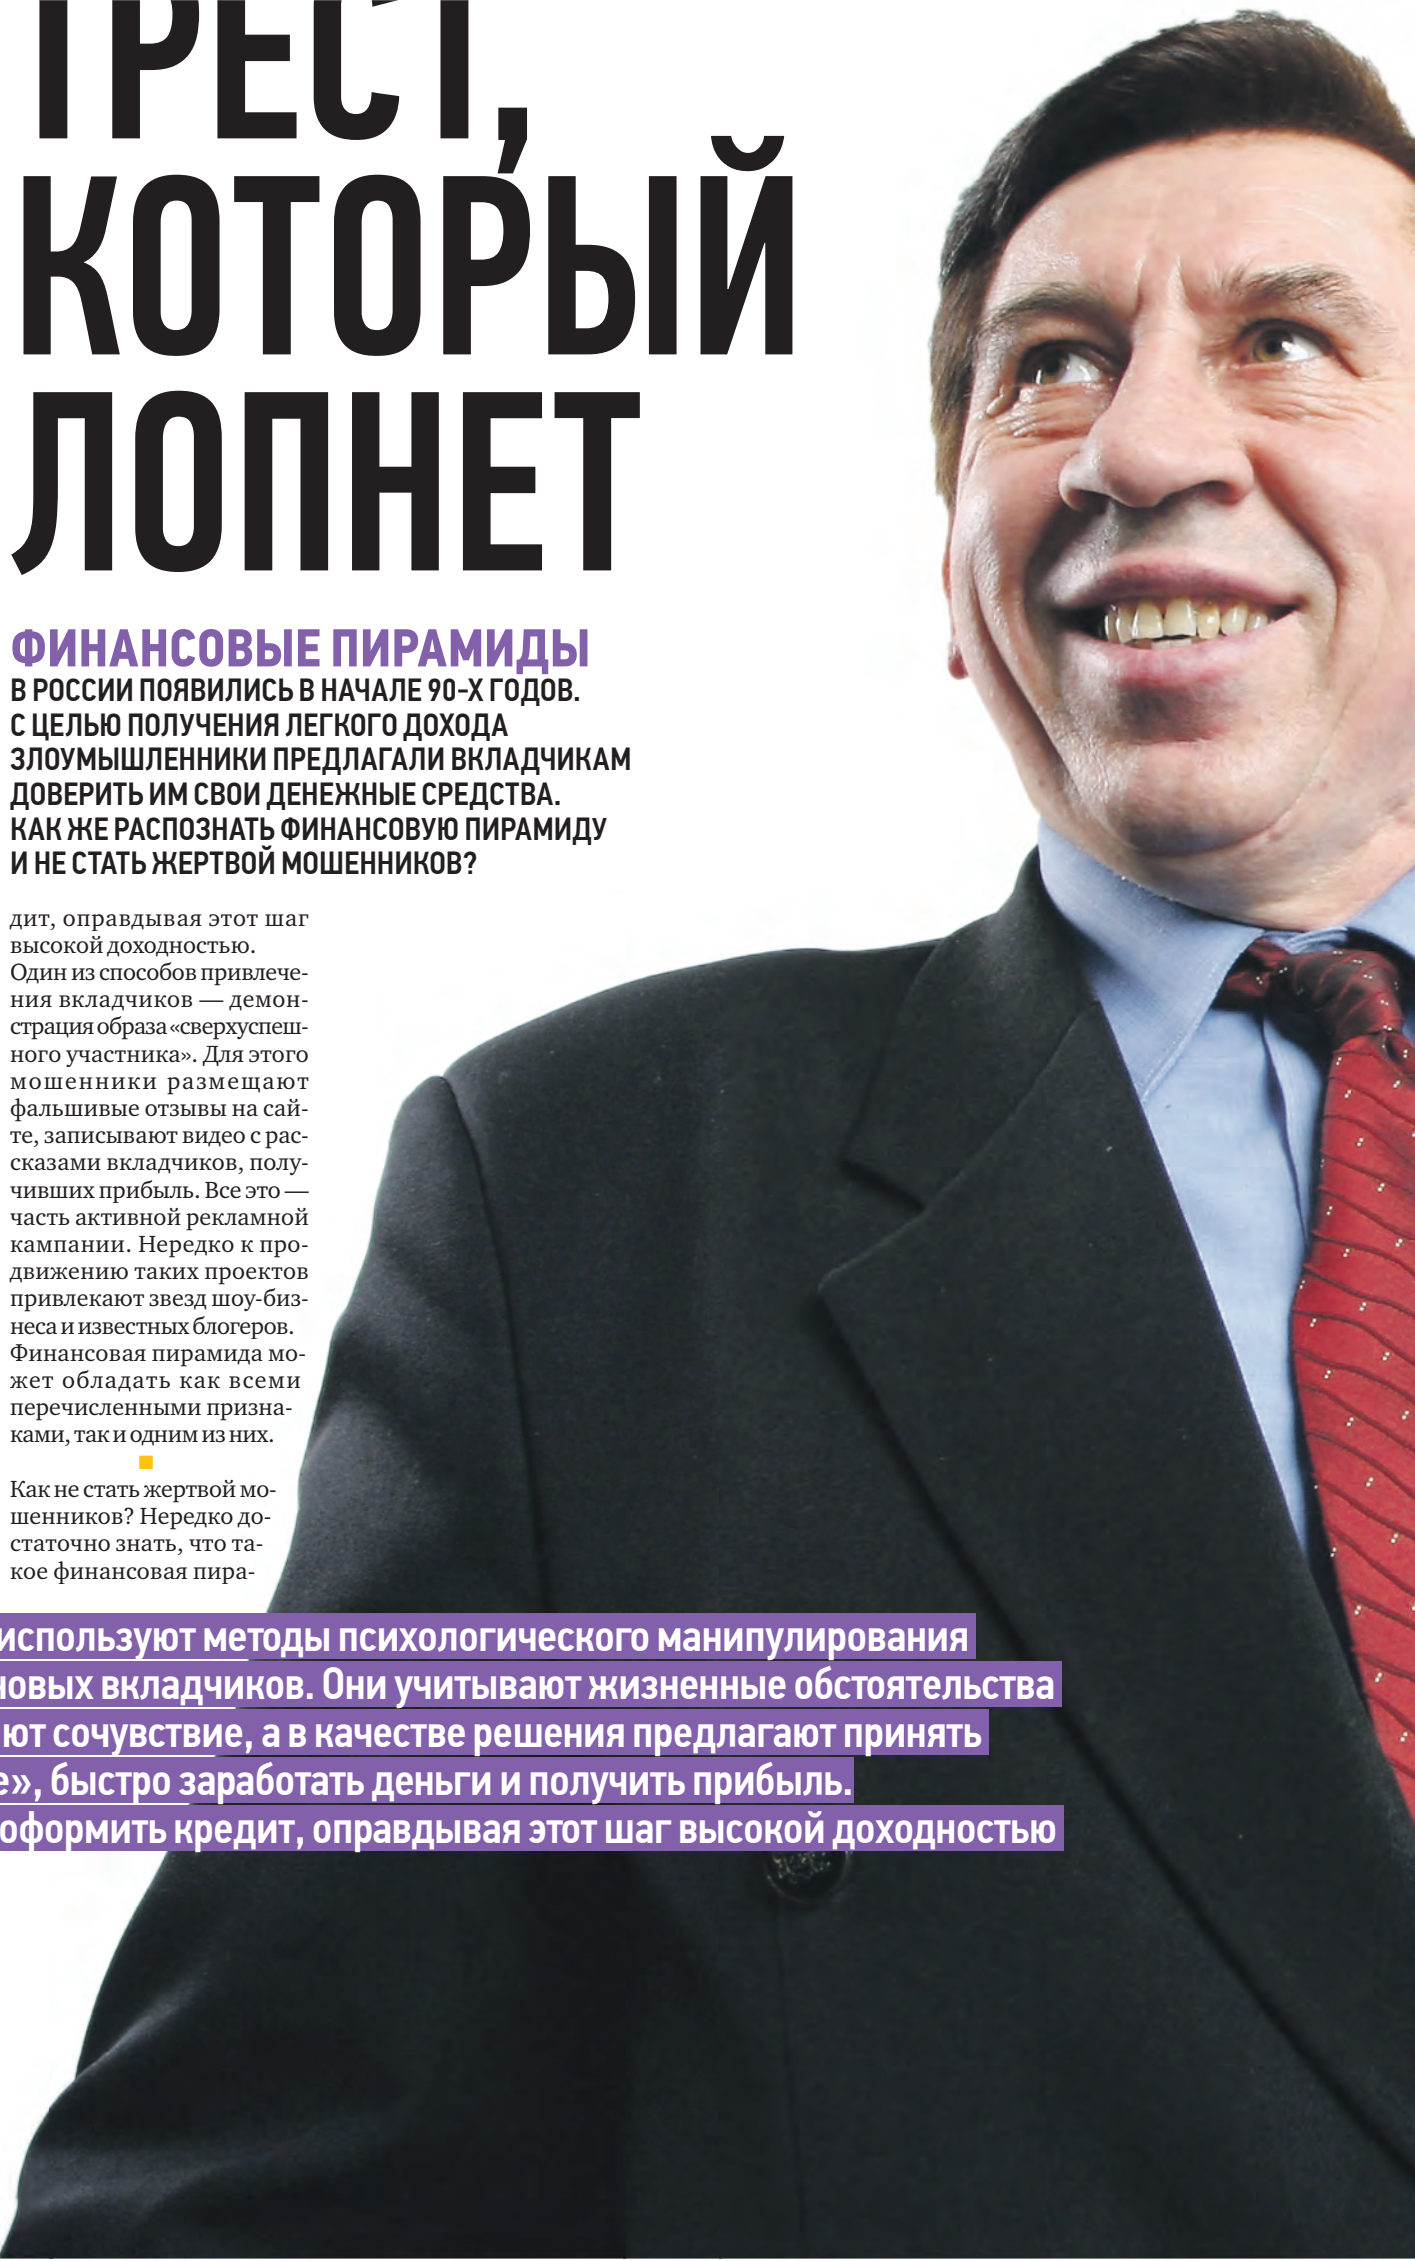 ТРЕСТ,
КОТОРЫЙ
ЛОПНЕТ
ФИНАНСОВЫЕ ПИРАМИДЫ
В РОССИИ ПОЯВИЛИСЬ В НАЧАЛЕ 90-Х ГОДОВ.
С ЦЕЛЬЮ ПОЛУЧЕНИЯ ЛЕГКОГО ДОХОДА
ЗЛОУМЫШЛЕННИКИ ПРЕДЛАГАЛИ ВКЛАДЧИКАМ
ДОВЕРИТЬ ИМ СВОИ ДЕНЕЖНЫЕ СРЕДСТВА.
КАК ЖЕ РАСПОЗНАТЬ ФИНАНСОВУЮ ПИРАМИДУ
И НЕ СТАТЬ ЖЕРТВОЙ МОШЕННИКОВ?
дит, оправдывая этот шаг
высокой доходностью.
Один из способов привлече-
ния вкладчиков — демон-
страция образа «сверхуспеш-
ного участника». Для этого
мошенники размещают
фальшивые отзывы на сай-
те, записывают видео с рас-
сказами вкладчиков, полу-
чивших прибыль. Все это —
часть активной рекламной
кампании. Нередко к про-
движению таких проектов
привлекают звезд шоу-биз-
неса и известных блогеров.
Финансовая пирамида мо-
жет обладать как всеми
перечисленными призна-
ками, так и одним из них.
Как не стать жертвой мо-
шенников? Нередко до-
статочно знать, что та-
кое финансовая пира-
используют методы психологического манипулирования
новых вкладчиков. Они учитывают жизненные обстоятельства
ют сочувствие, а в качестве решения предлагают принять
е», быстро заработать деньги и получить прибыль.
оформить кредит, оправдывая этот шаг высокой доходностью